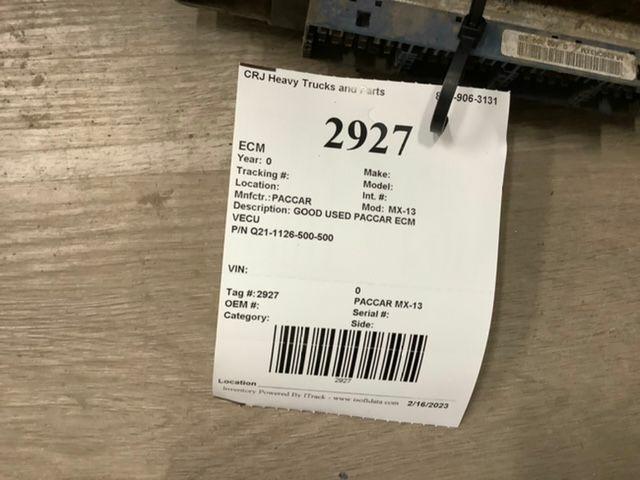 CRJ Heavy Trucks and Parts
-906-3131
2927
ECM
Year: 0
Tracking #:
Make:
Location:
Model:
Int. #:
Mnfctr.: PACCAR
Mod: MX-13
Description: GOOD USED PACCAR ECM
VECU
P/N Q21-1126-500-500
VIN:
0
Tag #: 2927
PACCAR MX-13
OEM #:
Serial #:
Category:
Side:
2927
Location
Inventory Powered By ITrack - www.isoftdata.com 2/16/2023